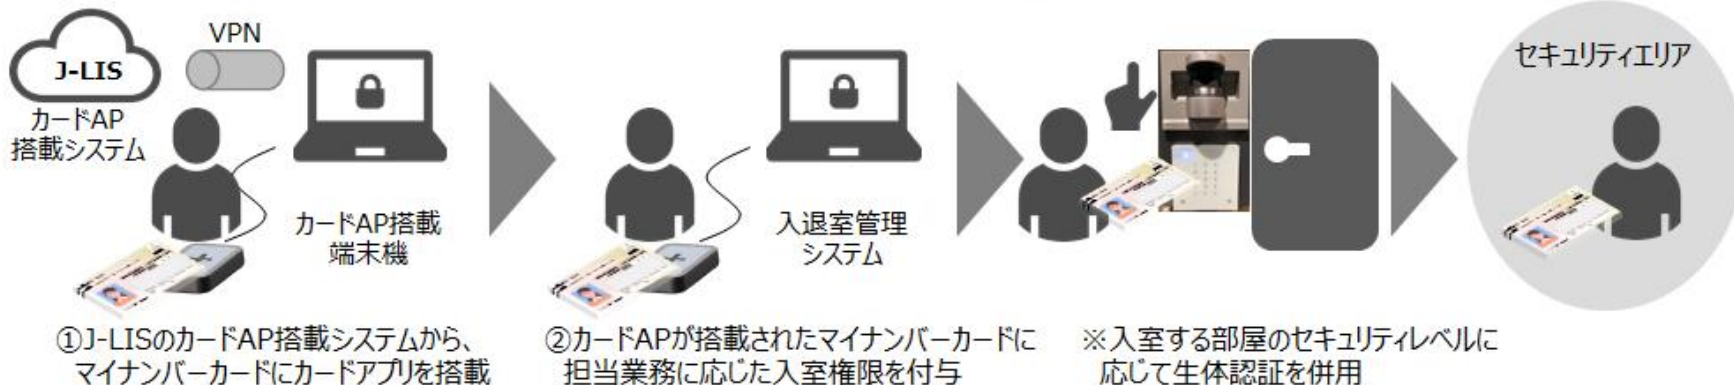 J-LIS
VPN
カードAP
搭載システム
カードAP搭載
端末機
入退室管理
システム
セキュリティエリア
①J-LISのカードAP搭載システムから、
マイナンバーカードにカードアプリを搭載
②カードAPが搭載されたマイナンバーカードに
担当業務に応じた入室権限を付与
※入室する部屋のセキュリティレベルに
応じて生体認証を併用